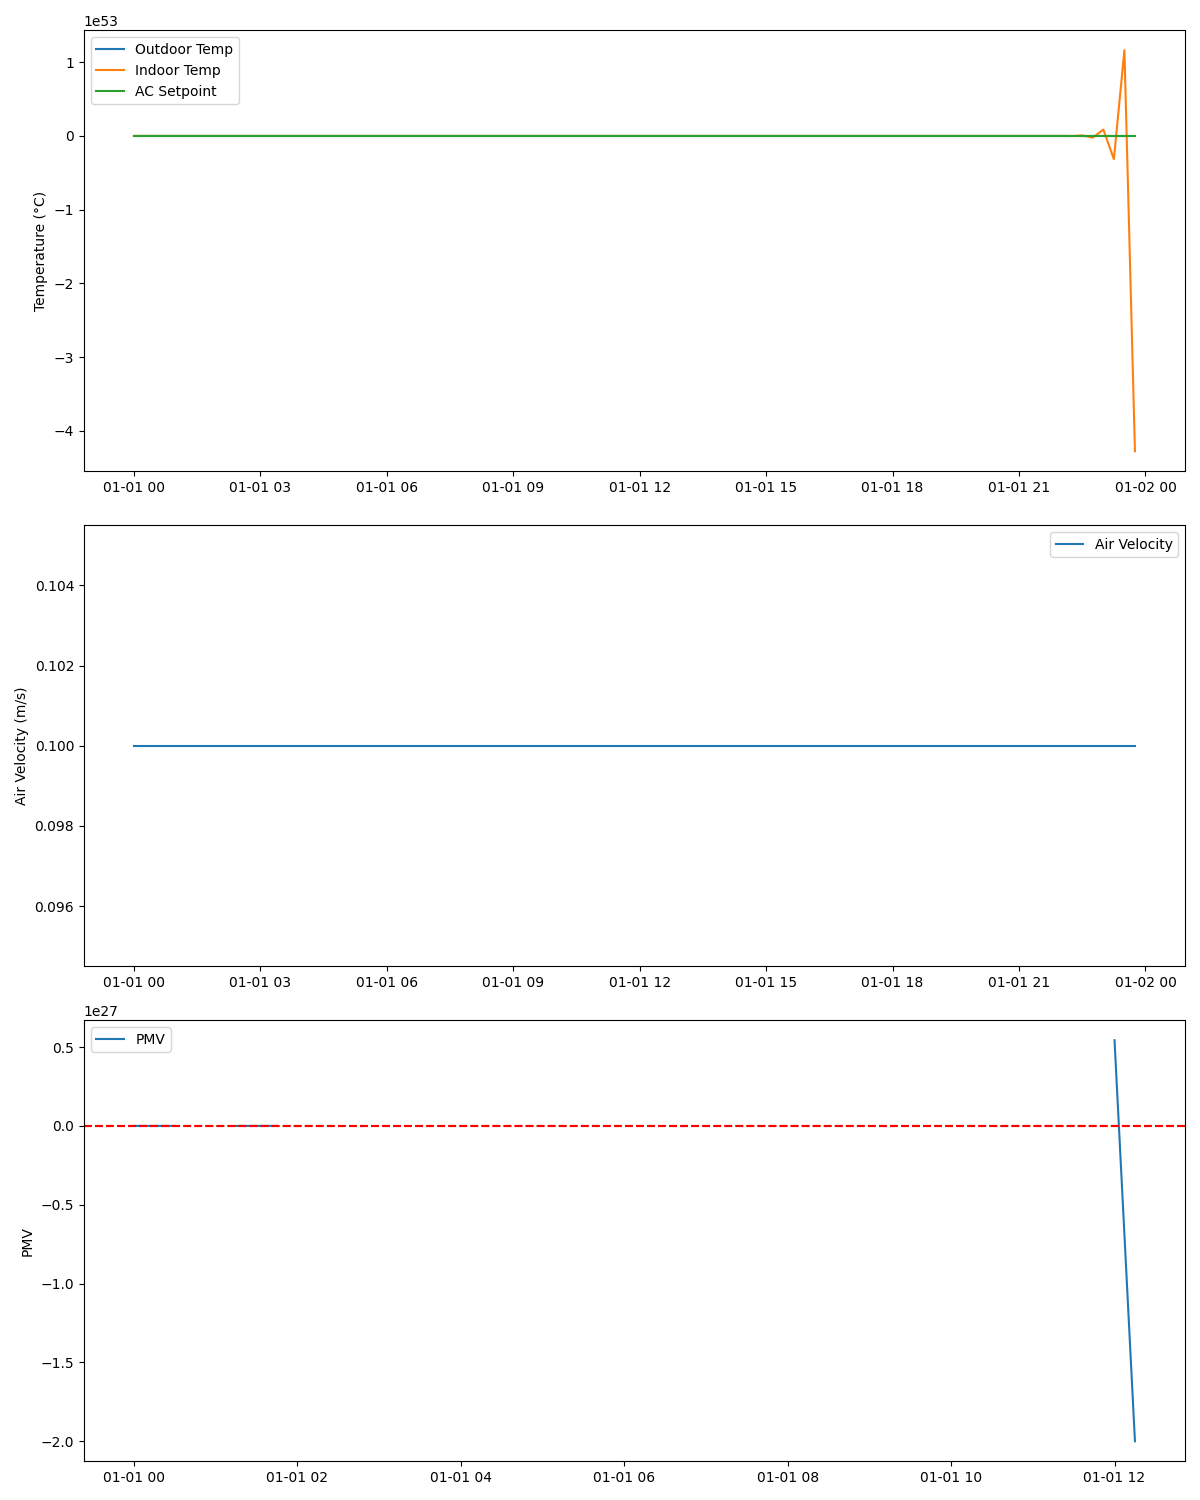 1e53
Outdoor Temp
Indoor Temp
AC Setpoint
1
0
−1
−2
−3
−4
Temperature (°C)
01-01 00 01-01 03 01-01 06 01-01 09 01-01 12 01-01 15 01-01 18 01-01 21 01-02 00
Air Velocity
0.104
0.102
0.100
0.098
0.096
Air Velocity (m/s)
01-01 00 01-01 03 01-01 06 01-01 09 01-01 12 01-01 15 01-01 18 01-01 21 01-02 00
1e27
PMV
0.5
0.0
−0.5
−1.0
−1.5
−2.0
PMV
01-01 00 01-01 02 01-01 04 01-01 06 01-01 08 01-01 10 01-01 12